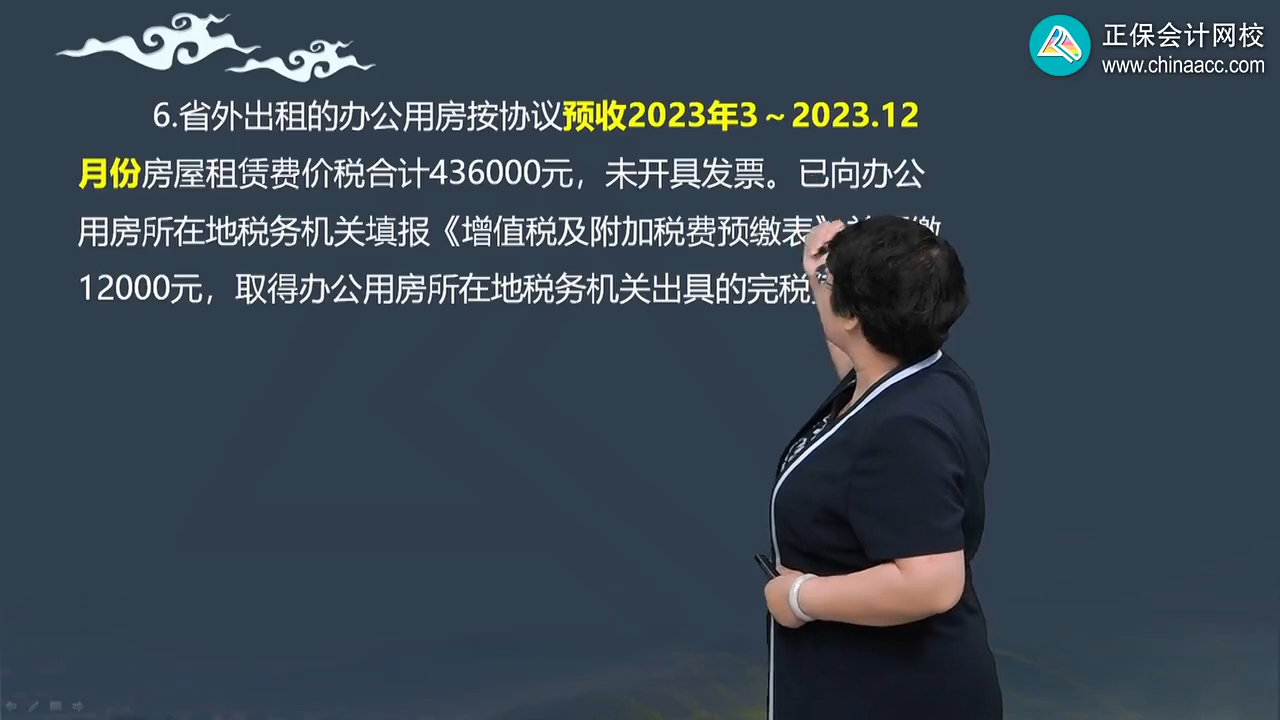 正保会计网校
www.chinaacc.com
6.省外出租的办公用房按协议预收2023年3～2023.12
月份房屋租赁费价税合计436000元，未开具发票。已向办公
用房所在地税务机关填报《增值税及附加税费预缴表》 缴
12000元，取得办公用房所在地税务机关出具的完税